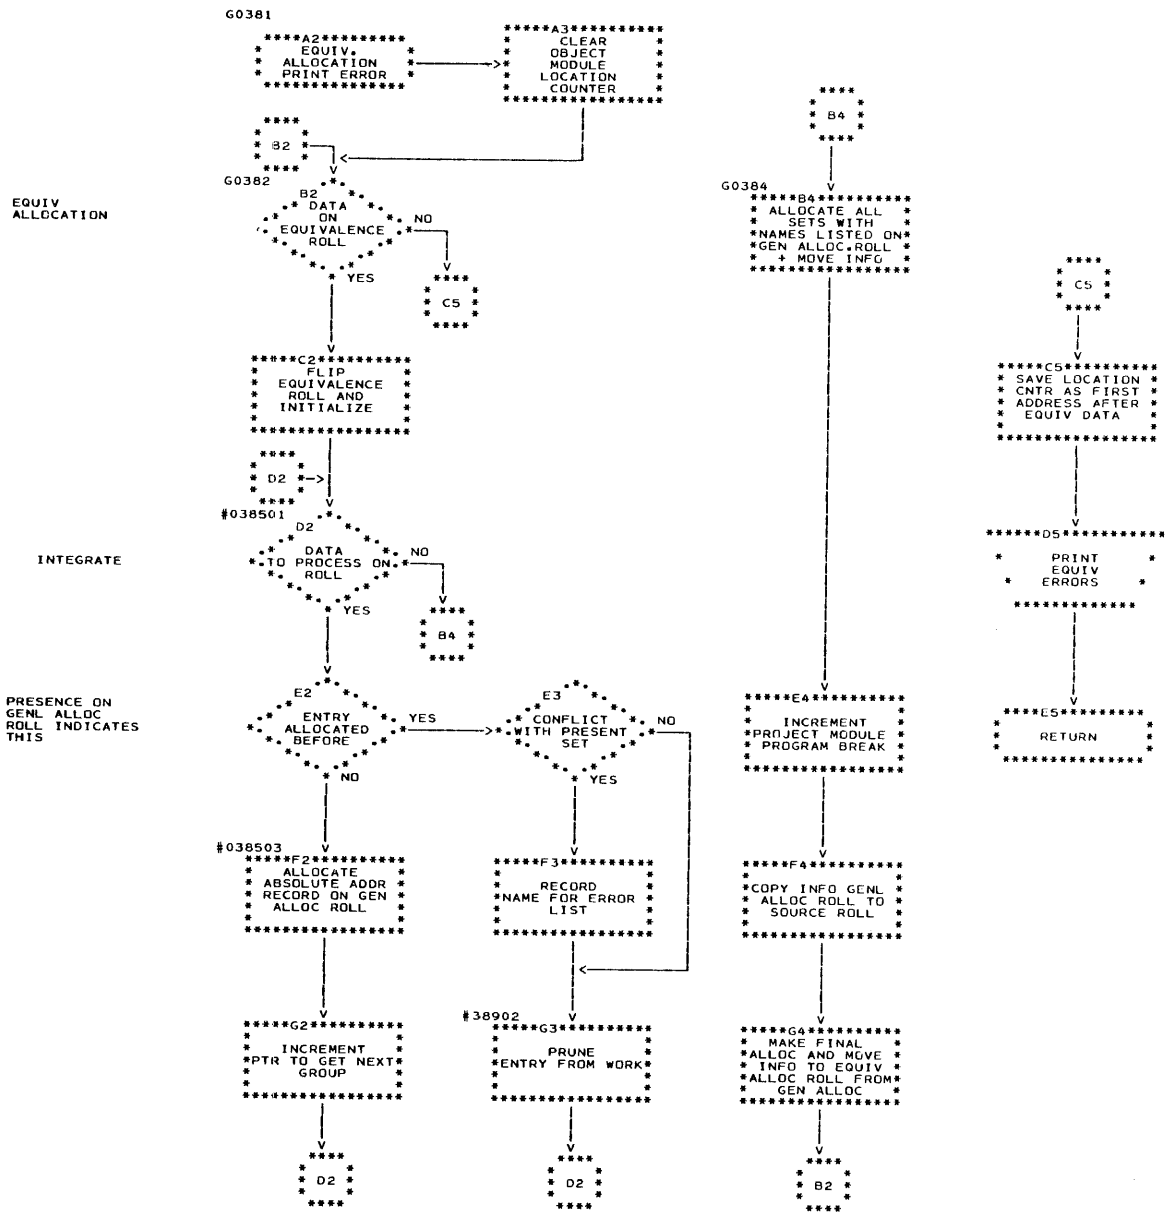 G0381
A2
EQUIV.
ALLOCATION
PRINT ERROR
A3
CLEAR
OBJECT
MODULE
LOCATION
COUNTER
B2
G0382
EQUIV
ALLOCATION
B2
DATA
ON
EQUIVALENCE
ROLL
NO
YES
C5
C2
FLIP
EQUIVALENCE
ROLL AND
INITIALIZE
D2
#038501
INTEGRATE
D2
DATA
TO PROCESS ON
ROLL
NO
YES
B4
PRESENCE ON
GENL ALLOC
ROLL INDICATES
THIS
E2
ENTRY
ALLOCATED
BEFORE
YES
NO
E3
CONFLICT
WITH PRESENT
SET
NO
YES
#038503
F2
ALLOCATE
ABSOLUTE ADDR
RECORD ON GEN
ALLOC ROLL
F3
RECORD
NAME FOR ERROR
LIST
G2
INCREMENT
PTR TO GET NEXT
GROUP
#38902
G3
PRUNE
ENTRY FROM WORK
D2
D2
B4
G0384
B4
ALLOCATE ALL
SETS WITH
NAMES LISTED ON
GEN ALLOC.ROLL
+ MOVE INFO
E4
INCREMENT
PROJECT MODULE
PROGRAM BREAK
F4
COPY INFO GENL
ALLOC ROLL TO
SOURCE ROLL
G4
MAKE FINAL
ALLOC AND MOVE
INFO TO EQUIV
ALLOC ROLL FROM
GEN ALLOC
B2
C5
C5
SAVE LOCATION
CNTR AS FIRST
ADDRESS AFTER
EQUIV DATA
D5
PRINT
EQUIV
ERRORS
E5
RETURN